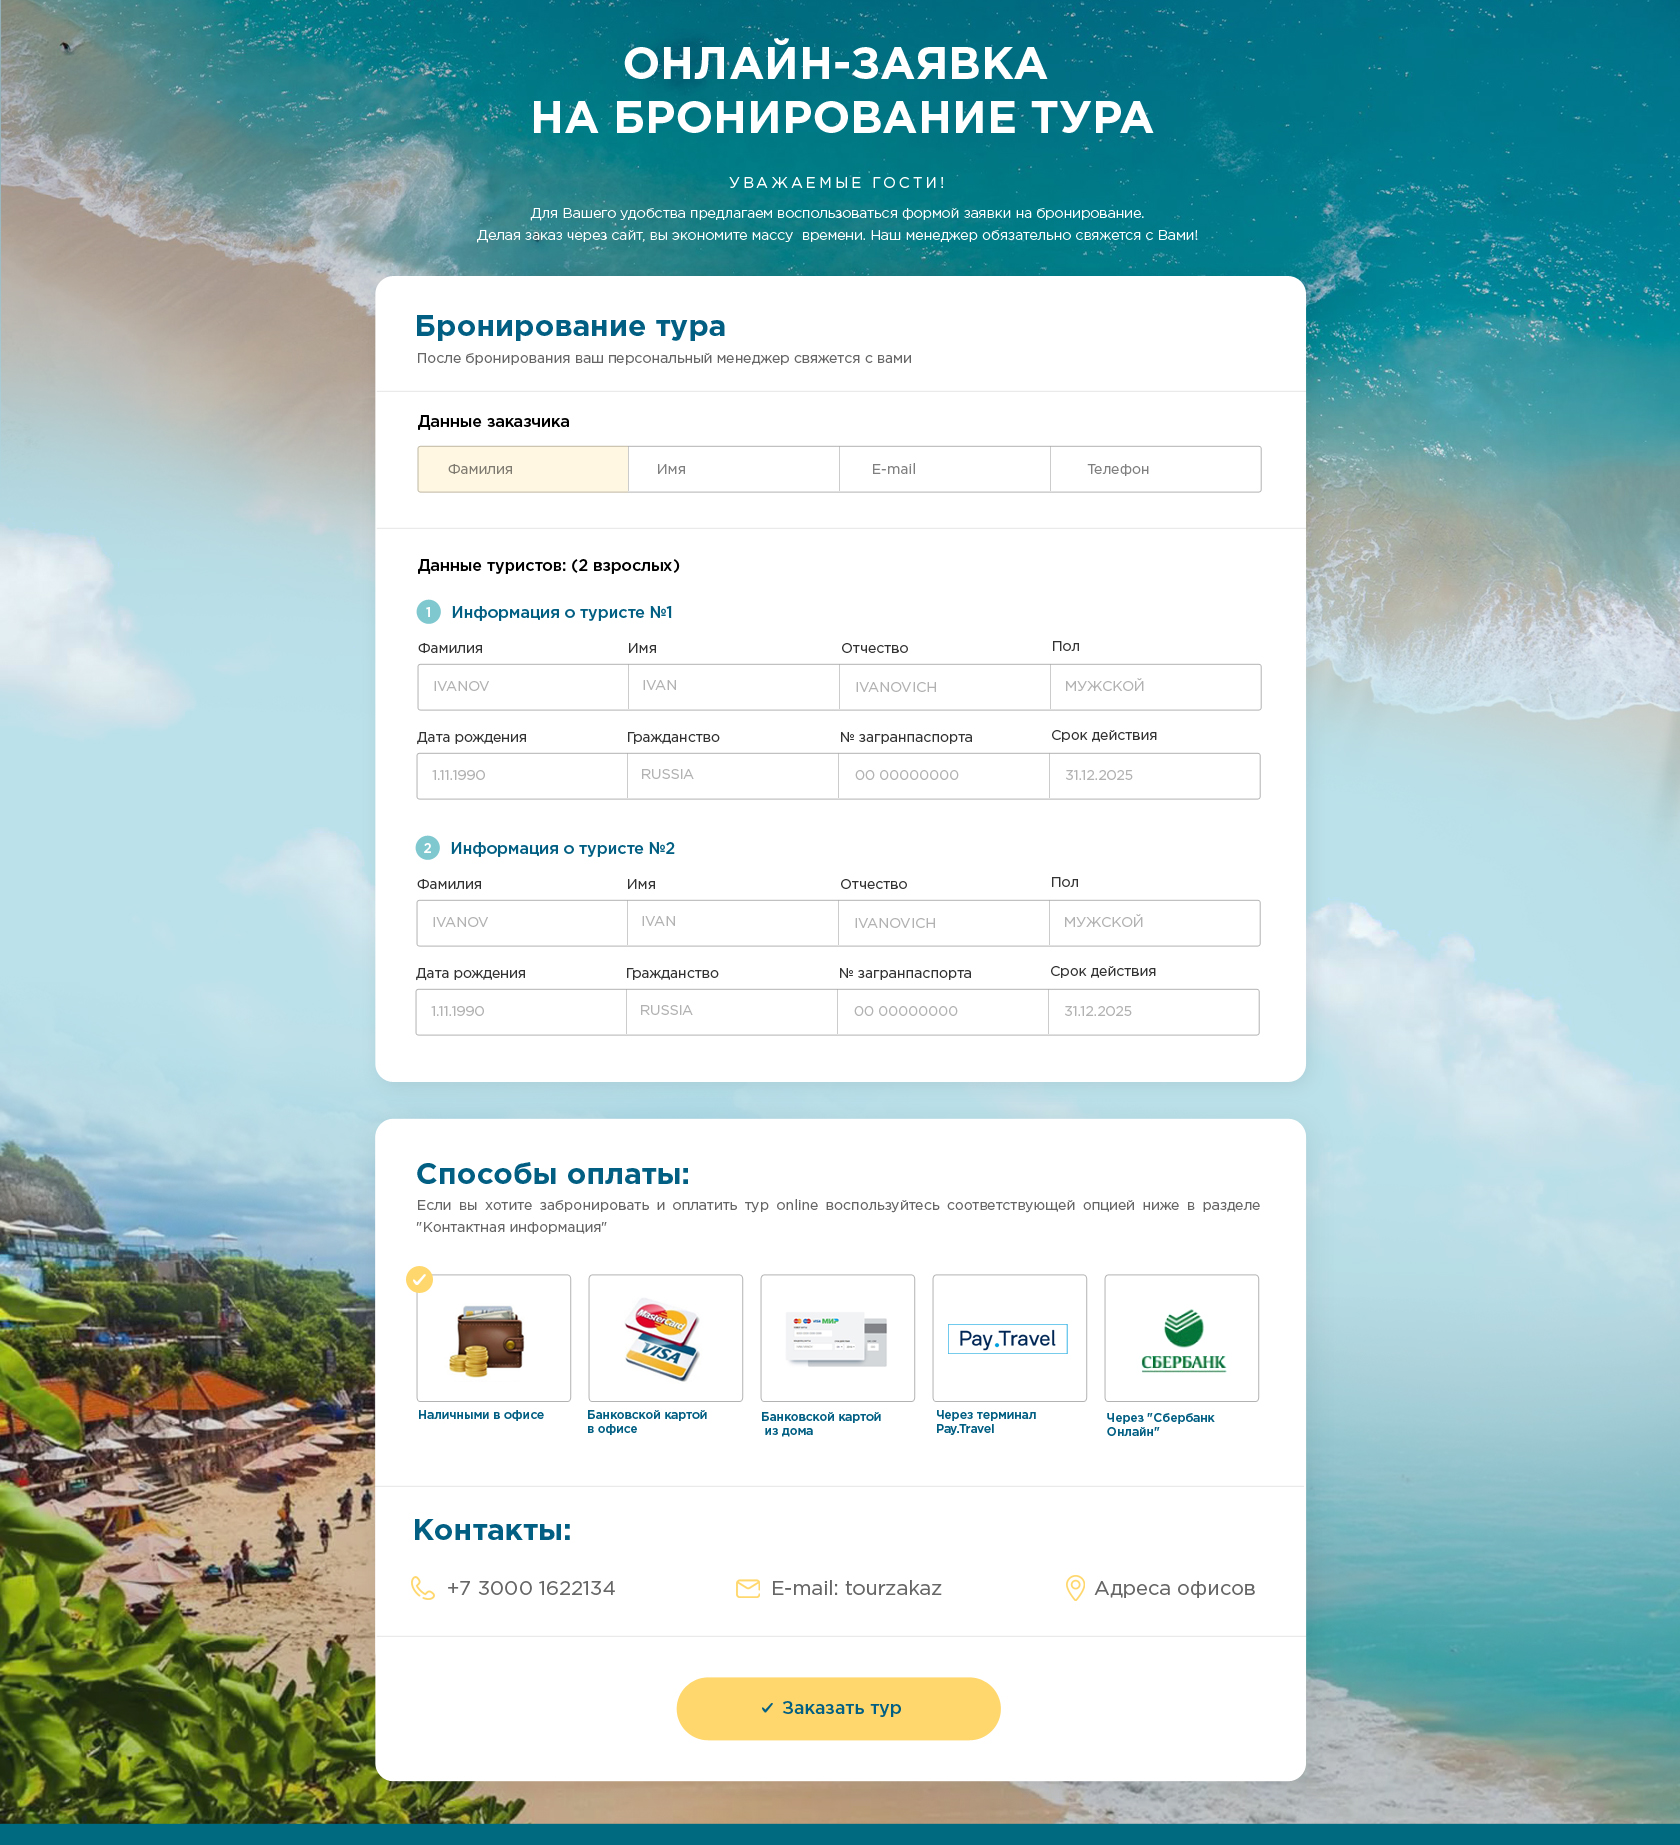 ОНЛАЙН-ЗАЯВКА
НА БРОНИРОВАНИЕ ТУРА
УВАЖАЕМЫЕ ГОСТИ!
Для Вашего удобства предлагаем воспользоваться формой заявки на бронирование.
Делая заказ через сайт, вы экономите массу  времени. Наш менеджер обязательно свяжется с Вами!
Бронирование тура
После бронирования ваш персональный менеджер свяжется с вами
Данные заказчика
Фамилия Имя E-mail Телефон
Данные туристов: (2 взрослых)
1 Информация о туристе №1
Фамилия Имя Отчество Пол
IVANOV IVAN IVANOVICH МУЖСКОЙ
Дата рождения Гражданство № загранпаспорта Срок действия
1.11.1990 RUSSIA 00 00000000 31.12.2025
2 Информация о туристе №2
Фамилия Имя Отчество Пол
IVANOV IVAN IVANOVICH МУЖСКОЙ
Дата рождения Гражданство № загранпаспорта Срок действия
1.11.1990 RUSSIA 00 00000000 31.12.2025
Способы оплаты:
Если вы хотите забронировать и оплатить тур online воспользуйтесь соответствующей опцией ниже в разделе
"Контактная информация"
MasterCard
VISA
МИР
Pay.Travel
СБЕРБАНК
Наличными в офисе
Банковской картой
в офисе
Банковской картой
из дома
Через терминал
Pay.Travel
Через "Сбербанк
Онлайн"
Контакты:
+7 3000 1622134 E-mail: tourzakaz Адреса офисов
✓ Заказать тур